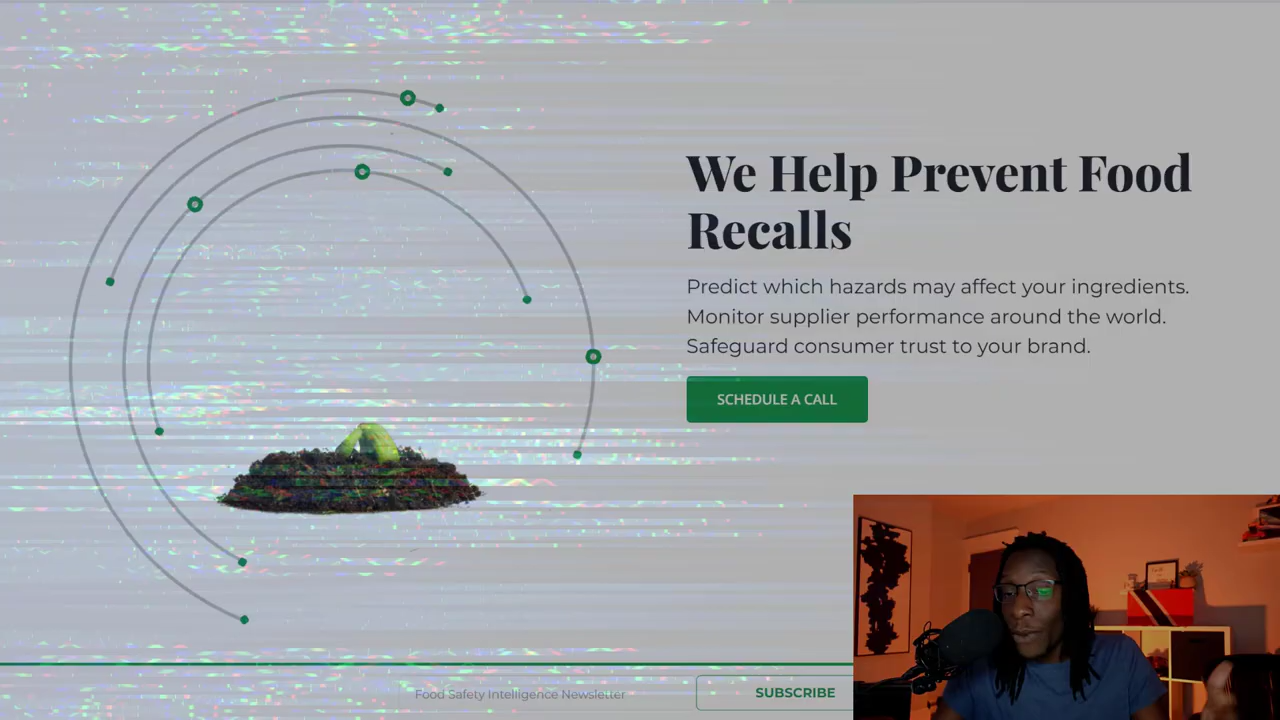 We Help Prevent Food
Recalls
Predict which hazards may affect your ingredients.
Monitor supplier performance around the world.
Safeguard consumer trust to your brand.
SCHEDULE A CALL
Food Safety Intelligence Newsletter
SUBSCRIBE